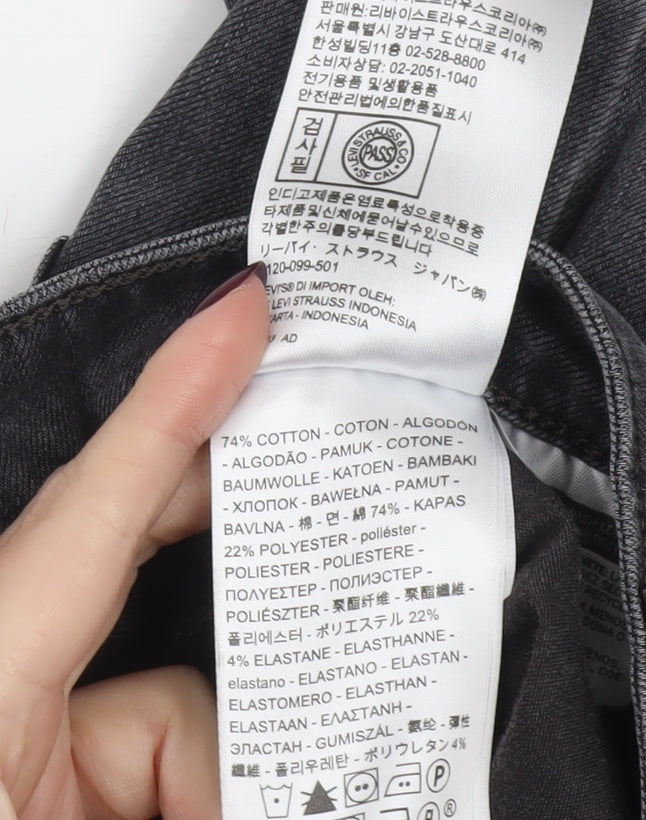 판매원:리바이스트라우스코리아㈜
서울특별시 강남구 도산대로 414
한성빌딩11층 02-528-8800
소비자상담: 02-2051-1040
전기용품 및생활용품
안전관리법에의한품질표시
검사필
LEVI STRAUSS & CO
PASS
SF CAL
인디고제품은염료특성으로착용중
타제품및신체에묻어날수있으므로
각별한주의를당부드립니다
リーバイ・ストラウス ジャパン㈱
120-099-501
DI IMPORT OLEH:
LEVI STRAUSS INDONESIA
- INDONESIA
AD
74% COTTON - COTON - ALGODÓN
- ALGODÃO - PAMUK - COTONE -
BAUMWOLLE - KATOEN - BAMBAKI
- ХЛОПОК - BAWEŁNA - PAMUT -
BAVLNA - 棉 - 면 - 綿 74% - KAPAS
22% POLYESTER - poliéster -
POLIESTER - POLIESTERE -
ΠΟΛΥΕΣΤΕΡ - ПОЛИЭСТЕР -
POLIÉSZTER - 聚酯纤维 - 聚酯纖維 -
폴리에스터 - ポリエステル 22%
4% ELASTANE - ELASTHANNE -
elastano - ELASTANO - ELASTAN -
ELASTOMERO - ELASTHAN -
ELASTAAN - ΕΛΑΣΤΑΝΗ -
ЭЛАСТАН - GUMISZÁL - 氨纶 - 彈性
纖維 - 폴리우레탄 - ポリウレタン 4%
P
®